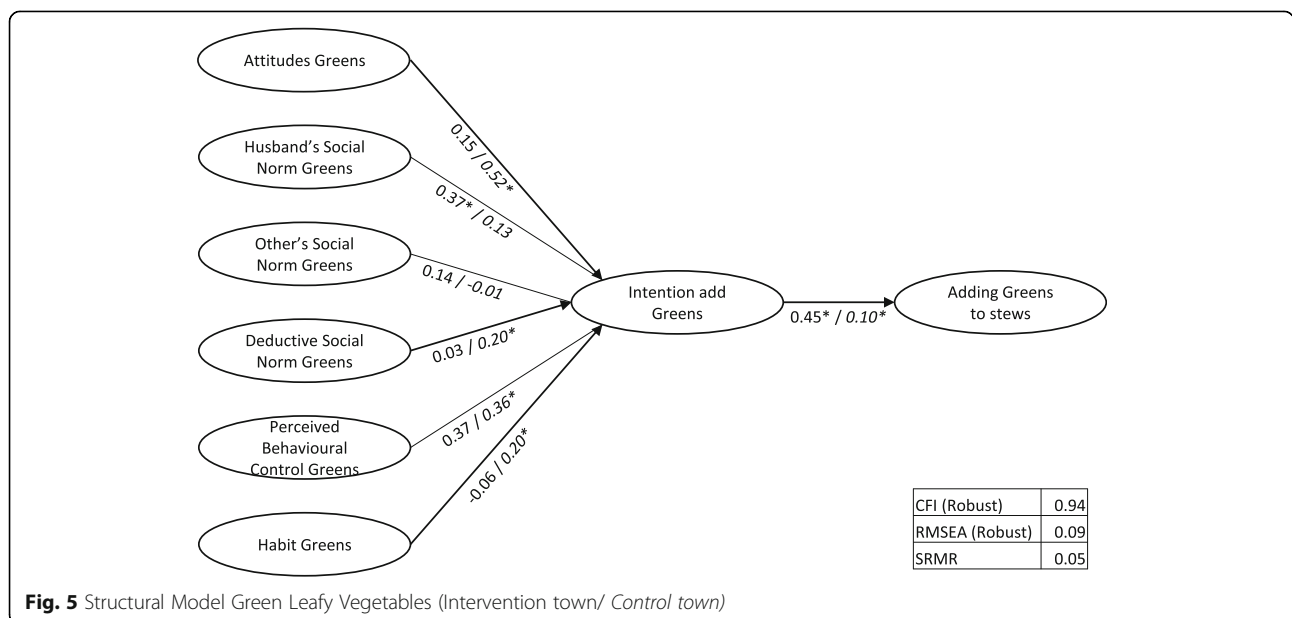 Attitudes Greens
0.15 / 0.52*
Husband's Social
Norm Greens
0.37* / 0.13
Other's Social
Norm Greens
0.14 / -0.01
Deductive Social
Norm Greens
0.03 / 0.20*
Perceived
Behavioural
Control Greens
0.37 / 0.36*
Habit Greens
-0.06 / 0.20*
Intention add
Greens
0.45* / 0.10*
Adding Greens
to stews
CFI (Robust) 0.94
RMSEA (Robust) 0.09
SRMR 0.05
Fig. 5 Structural Model Green Leafy Vegetables (Intervention town/ Control town)